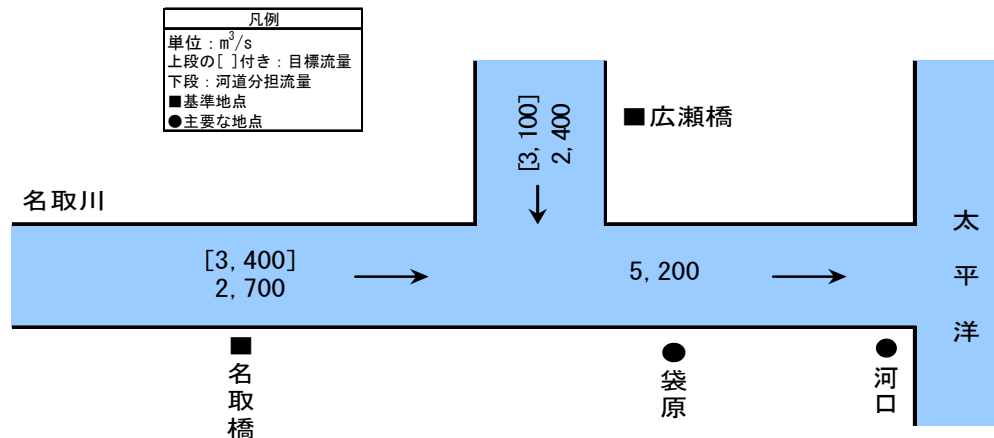 凡例
単位：m³/s
上段の[ ]付き：目標流量
下段：河道分担流量
■基準地点
●主要な地点
[3,100]
2,400
■広瀬橋
名取川
[3,400]
2,700
5,200
太平洋
■名取橋
●袋原
●河口